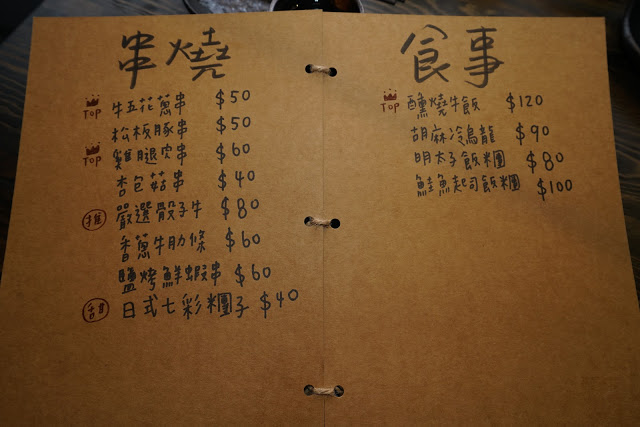 串燒
TOP 牛五花蔥串 $50
松板豚串 $50
TOP 雞腿肉串 $60
杏包菇串 $40
推 嚴選骰子牛 $80
香蔥牛肋條 $60
鹽烤鮮蝦串 $60
甜 日式七彩糰子 $40
食事
TOP 醺燒牛飯 $120
胡麻冷烏龍 $90
明太子飯糰 $80
鮭魚起司飯糰 $100